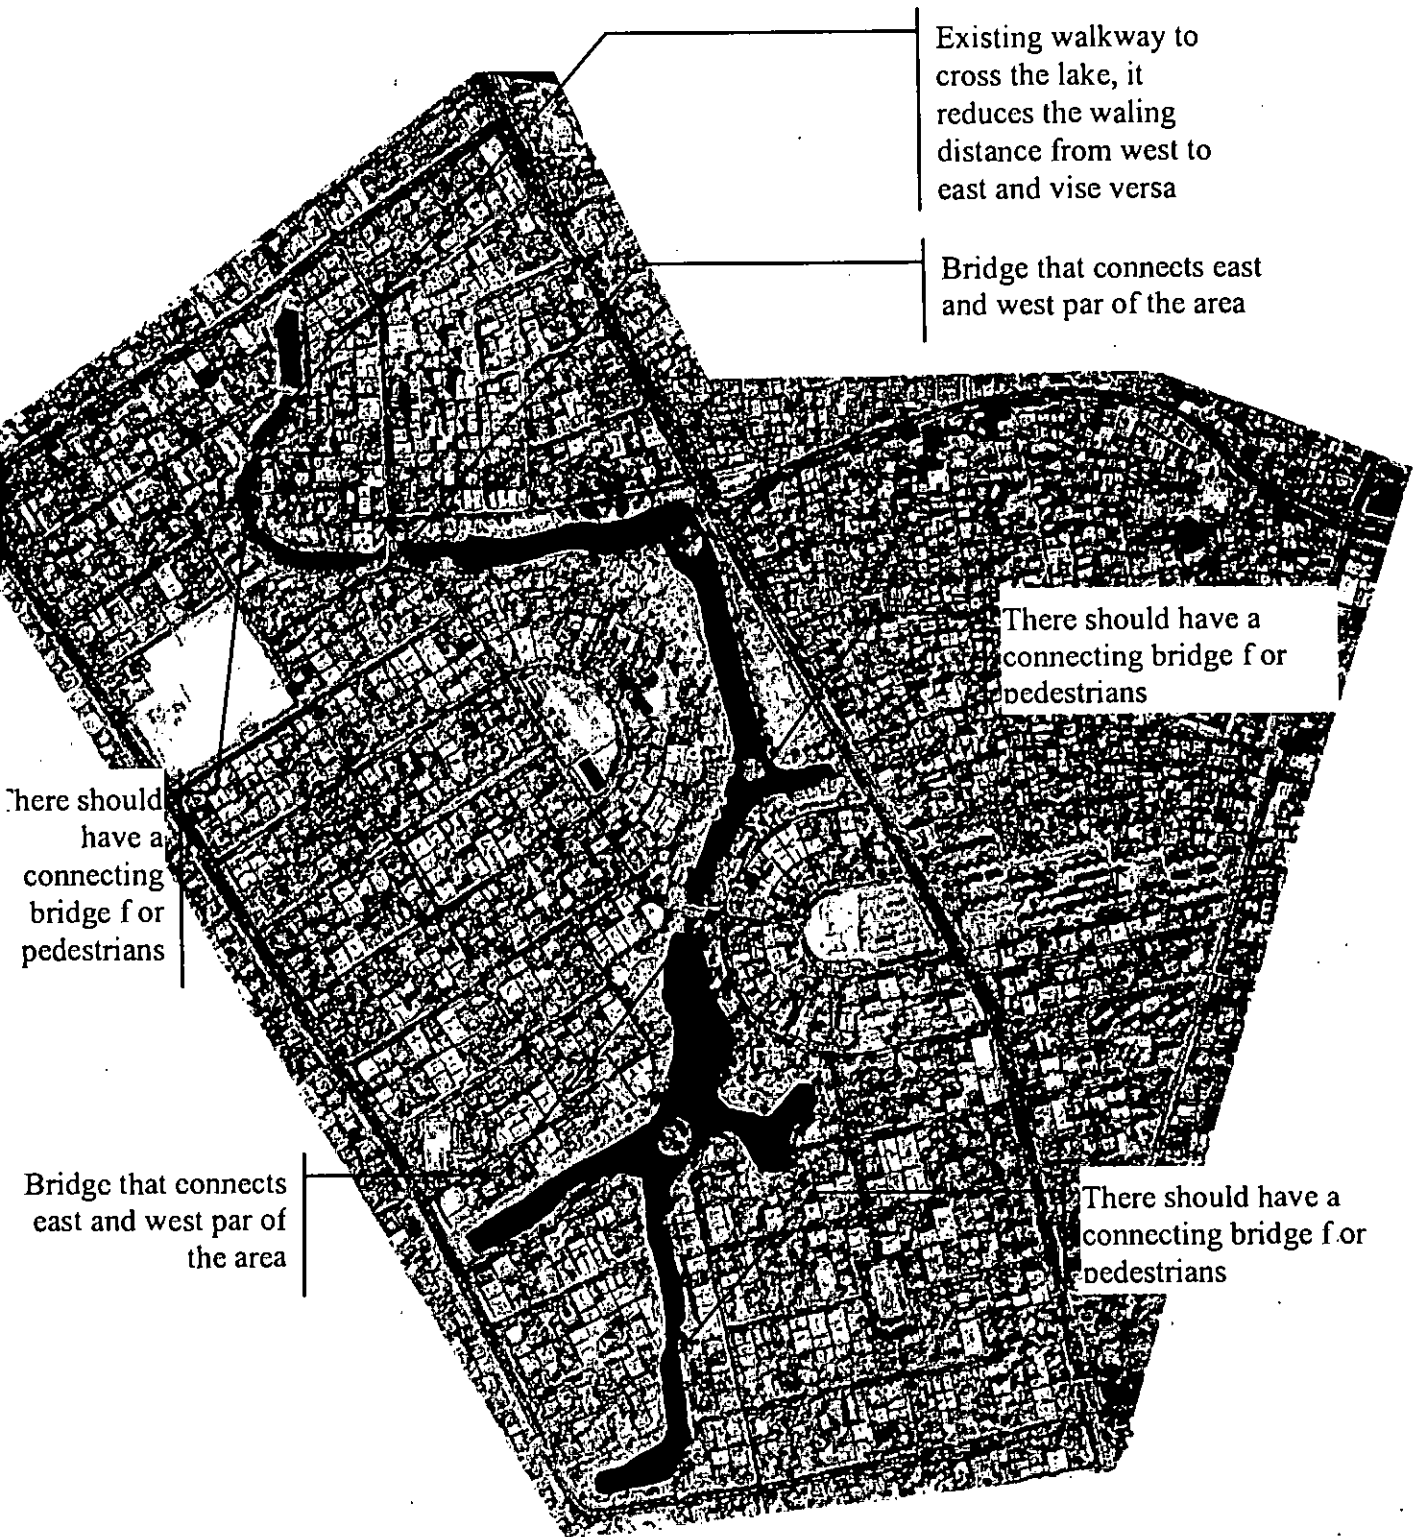 Existing walkway to
cross the lake, it
reduces the waling
distance from west to
east and vise versa
Bridge that connects east
and west par of the area
There should have a
connecting bridge f or
pedestrians
here should
have a
connecting
bridge f or
pedestrians
Bridge that connects
east and west par of
the area
There should have a
connecting bridge f or
pedestrians